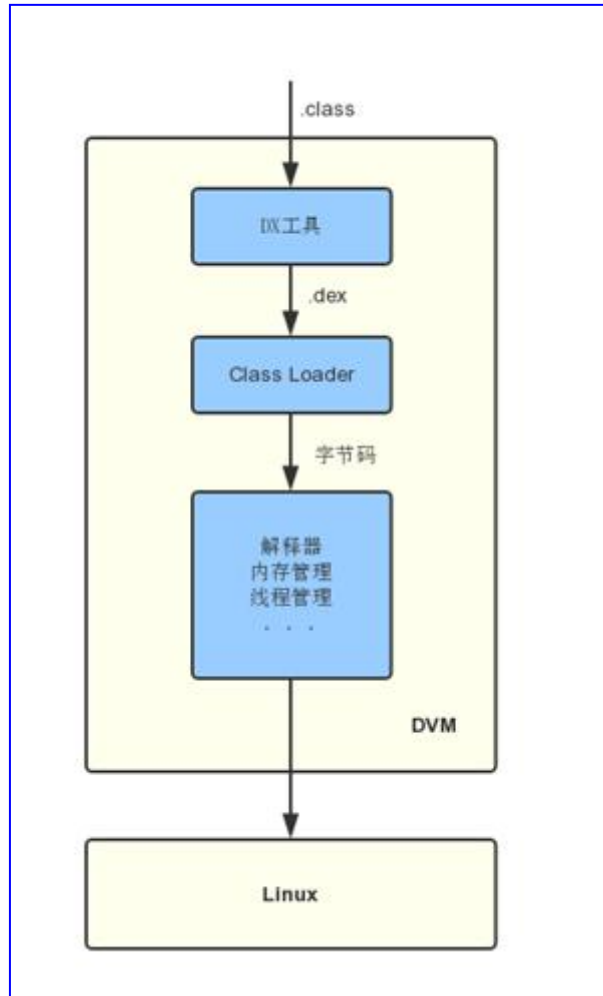 .class
DX工具
.dex
Class Loader
字节码
解释器
内存管理
线程管理
. . .
DVM
Linux